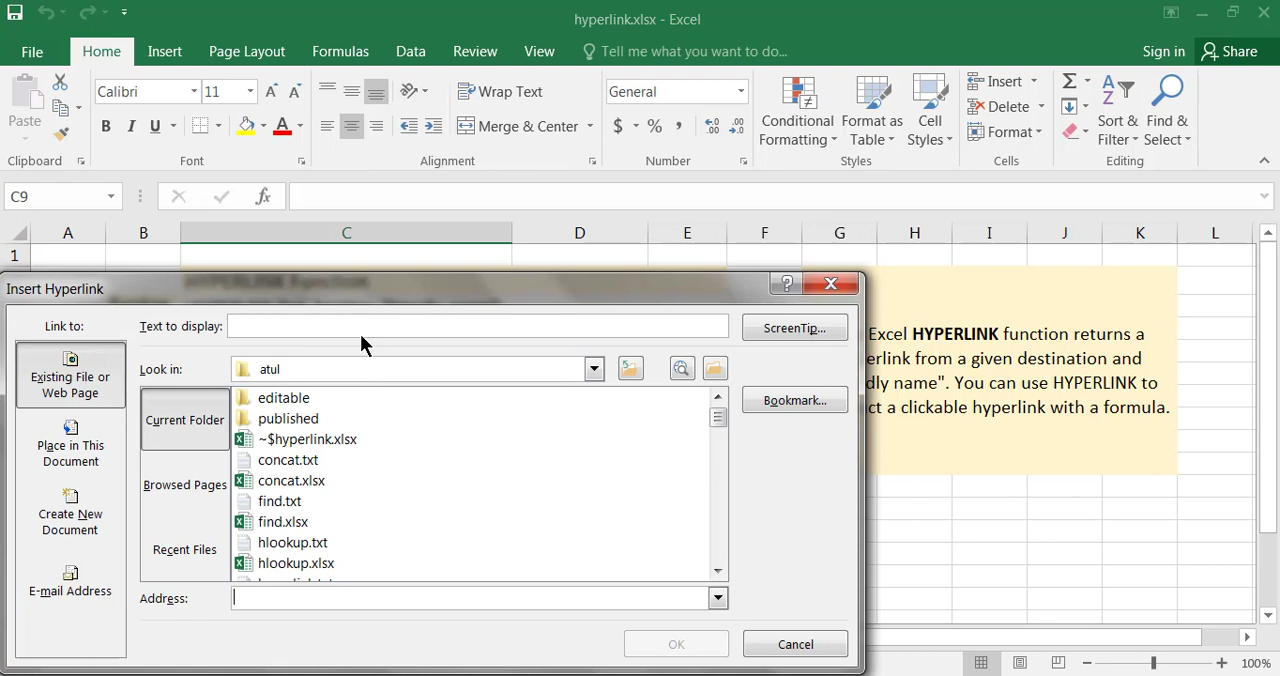 hyperlink.xlsx - Excel
File Home Insert Page Layout Formulas Data Review View Tell me what you want to do... Sign in Share
Paste Calibri 11 Wrap Text General Conditional Formatting Format as Table Cell Styles Insert Sort & Filter Find & Select
B I U Merge & Center $ % , Delete
Format
Clipboard Font Alignment Number Styles Cells Editing
C9 fx
A B C D E F G H I J K L
1
HYPERLINK Function
Insert Hyperlink
Link to: Text to display: ScreenTip...
Existing File or Web Page
Look in: atul
Current Folder
editable
published
~$hyperlink.xlsx
concat.txt
concat.xlsx
find.txt
find.xlsx
hlookup.txt
hlookup.xlsx
Bookmark...
Place in This Document
Browsed Pages
Create New Document
Recent Files
E-mail Address
Address:
OK Cancel
Excel HYPERLINK function returns a
erlink from a given destination and
dly name". You can use HYPERLINK to
ct a clickable hyperlink with a formula.
100%